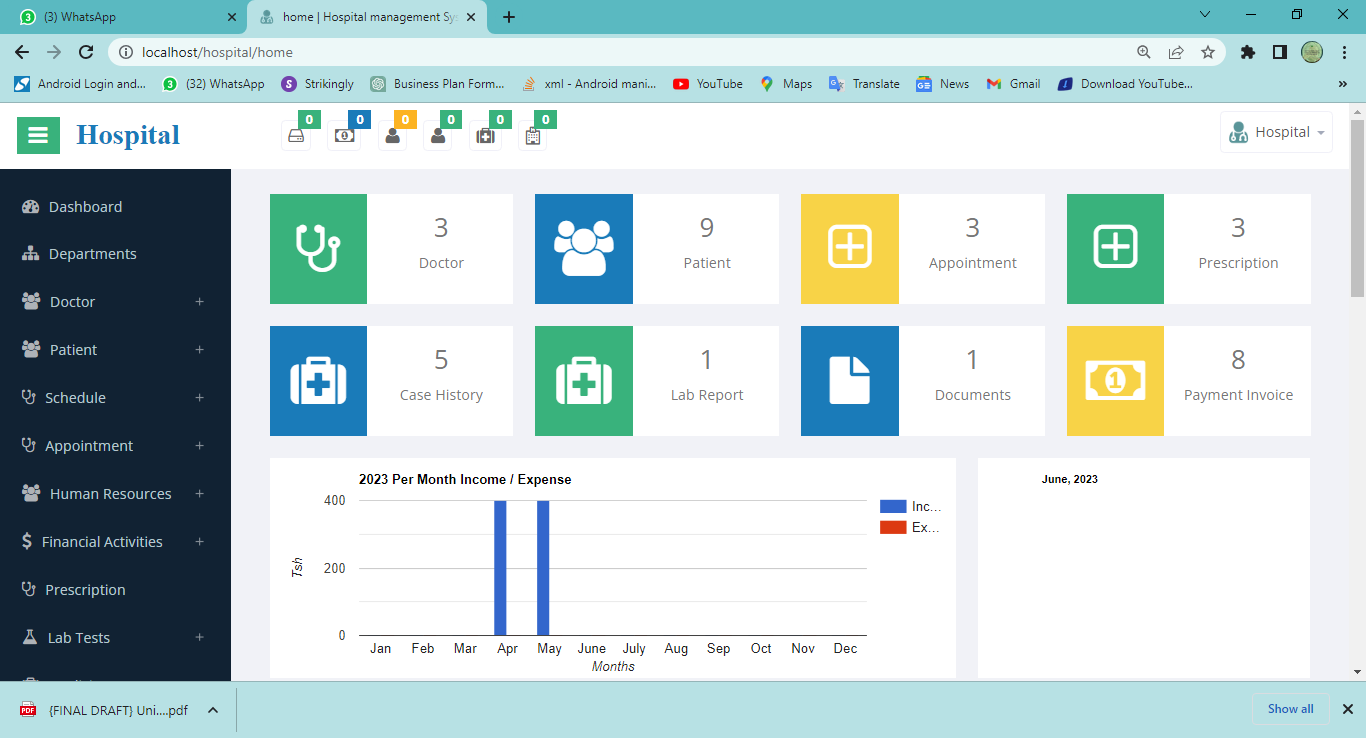 (3) WhatsApp
home | Hospital management Sy
localhost/hospital/home
Android Login and...
(32) WhatsApp
Strikingly
Business Plan Form...
xml - Android mani...
YouTube
Maps
Translate
News
Gmail
Download YouTube...
»
Hospital
0
0
0
0
0
0
Hospital
Dashboard
Departments
Doctor +
Patient +
Schedule +
Appointment +
Human Resources +
Financial Activities +
Prescription
Lab Tests +
3
Doctor
9
Patient
3
Appointment
3
Prescription
5
Case History
1
Lab Report
1
Documents
8
Payment Invoice
2023 Per Month Income / Expense
400
200
0
Tsh
Jan Feb Mar Apr May June July Aug Sep Oct Nov Dec
Months
Inc...
Ex...
June, 2023
PDF
{FINAL DRAFT} Uni....pdf
Show all